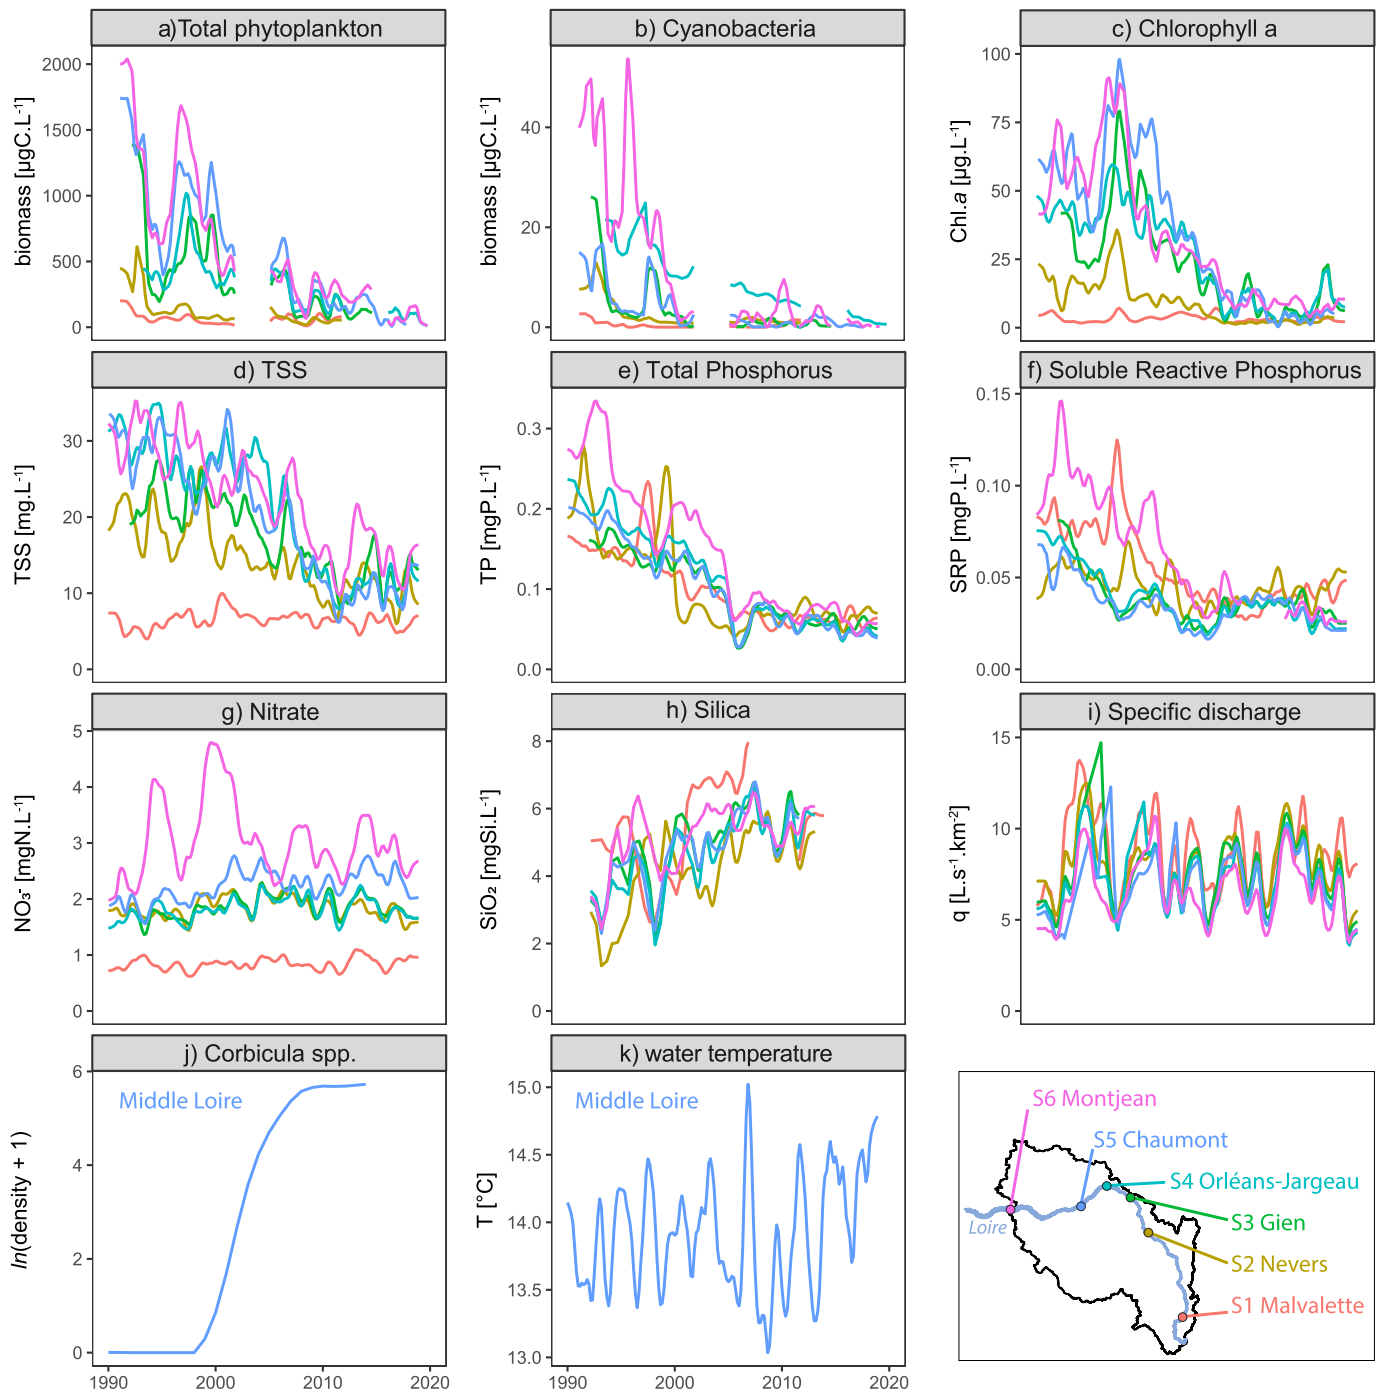 a)Total phytoplankton
b) Cyanobacteria
c) Chlorophyll a
biomass [µgC.L⁻¹]
2000
1500
1000
500
0
biomass [µgC.L⁻¹]
40
20
0
Chl.a [µg.L⁻¹]
100
75
50
25
0
d) TSS
e) Total Phosphorus
f) Soluble Reactive Phosphorus
TSS [mg.L⁻¹]
30
20
10
0
TP [mgP.L⁻¹]
0.3
0.2
0.1
0.0
SRP [mgP.L⁻¹]
0.15
0.10
0.05
0.00
g) Nitrate
h) Silica
i) Specific discharge
NO₃⁻ [mgN.L⁻¹]
5
4
3
2
1
0
SiO₂ [mgSi.L⁻¹]
8
6
4
2
0
q [L.s⁻¹.km⁻²]
15
10
5
0
j) Corbicula spp.
k) water temperature
ln(density + 1)
6
4
2
0
Middle Loire
1990
2000
2010
2020
T [°C]
15.0
14.5
14.0
13.5
13.0
Middle Loire
1990
2000
2010
2020
S6 Montjean
S5 Chaumont
S4 Orléans-Jargeau
S3 Gien
S2 Nevers
S1 Malvalette
Loire